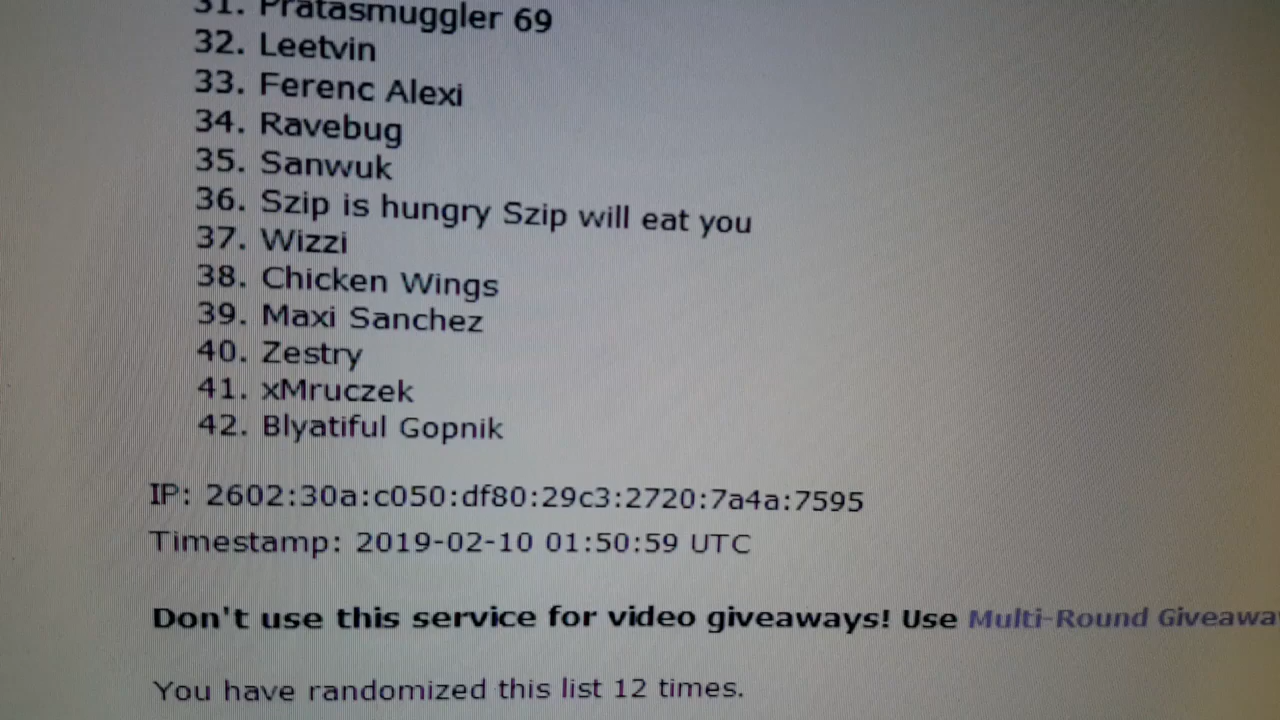 31. Pratasmuggler 69
32. Leetvin
33. Ferenc Alexi
34. Ravebug
35. Sanwuk
36. Szip is hungry Szip will eat you
37. Wizzi
38. Chicken Wings
39. Maxi Sanchez
40. Zestry
41. xMruczek
42. Blyatiful Gopnik
IP: 2602:30a:c050:df80:29c3:2720:7a4a:7595
Timestamp: 2019-02-10 01:50:59 UTC
Don't use this service for video giveaways! Use Multi-Round Giveawa
You have randomized this list 12 times.